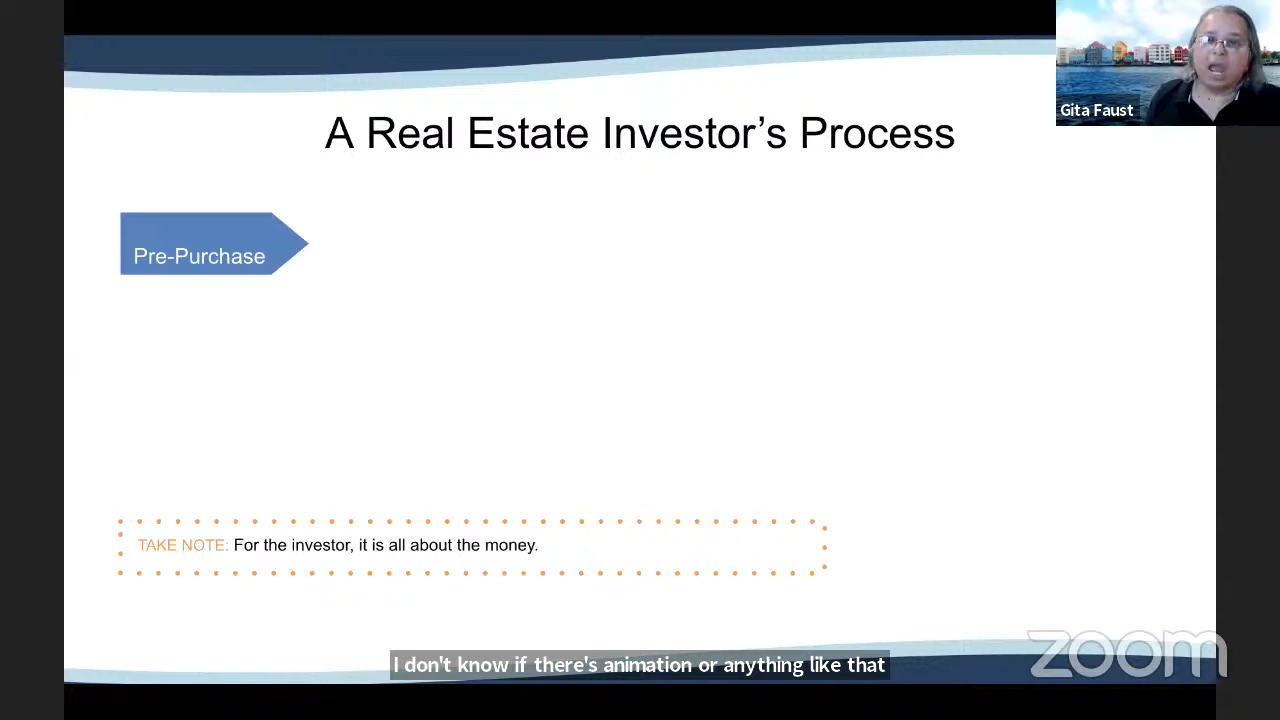 Gita Faust
A Real Estate Investor’s Process
Pre-Purchase
TAKE NOTE: For the investor, it is all about the money.
I don't know if there's animation or anything like that
zoom